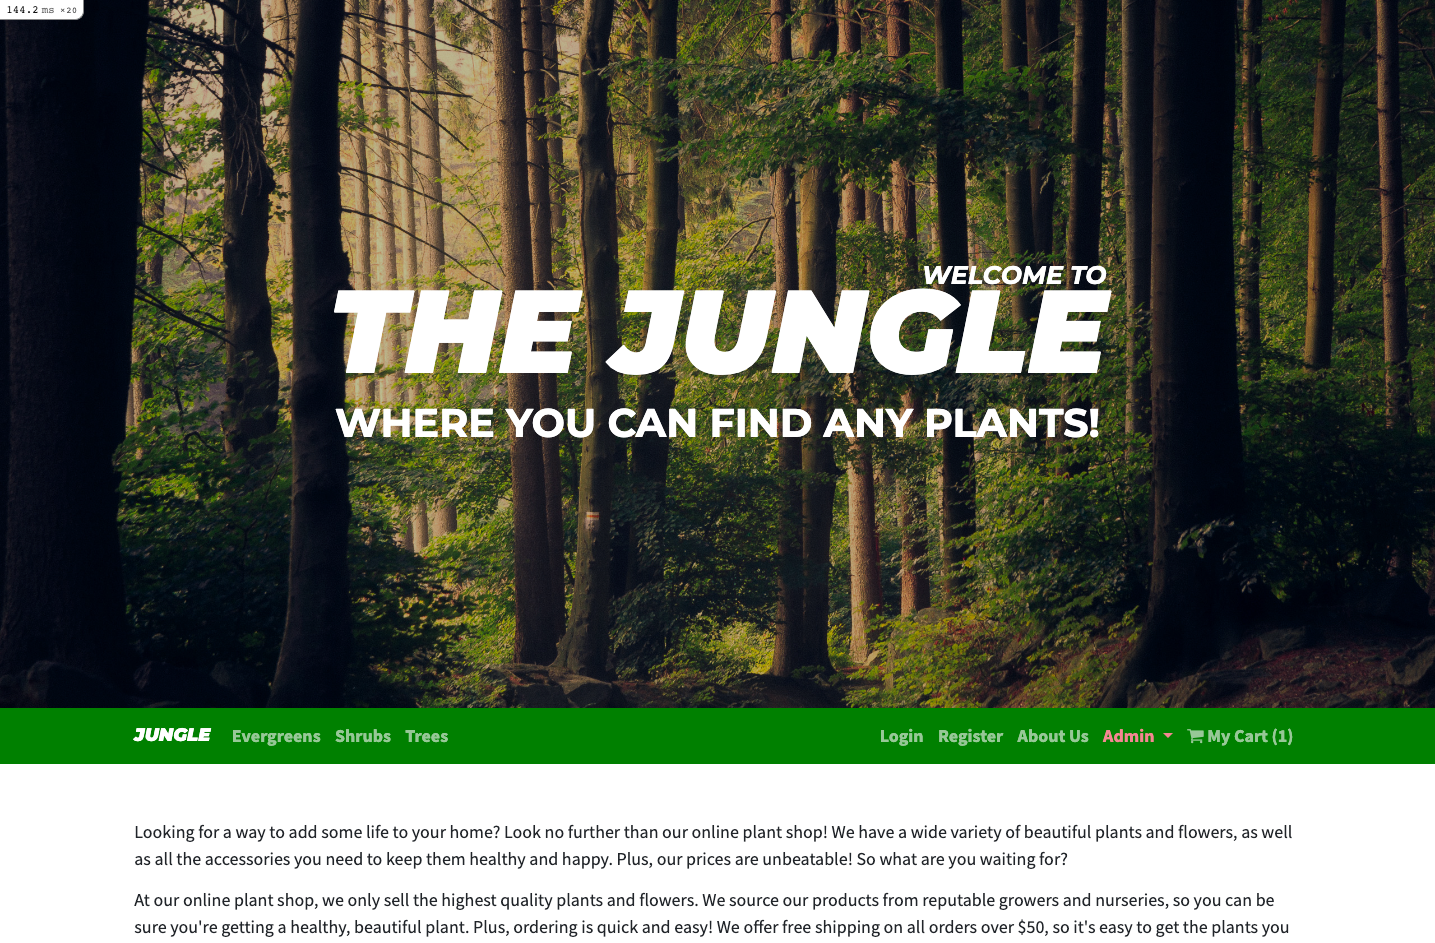 144.2 ms ×20
WELCOME TO
THE JUNGLE
WHERE YOU CAN FIND ANY PLANTS!
JUNGLE Evergreens Shrubs Trees Login Register About Us Admin My Cart (1)
Looking for a way to add some life to your home? Look no further than our online plant shop! We have a wide variety of beautiful plants and flowers, as well
as all the accessories you need to keep them healthy and happy. Plus, our prices are unbeatable! So what are you waiting for?
At our online plant shop, we only sell the highest quality plants and flowers. We source our products from reputable growers and nurseries, so you can be
sure you're getting a healthy, beautiful plant. Plus, ordering is quick and easy! We offer free shipping on all orders over $50, so it's easy to get the plants you